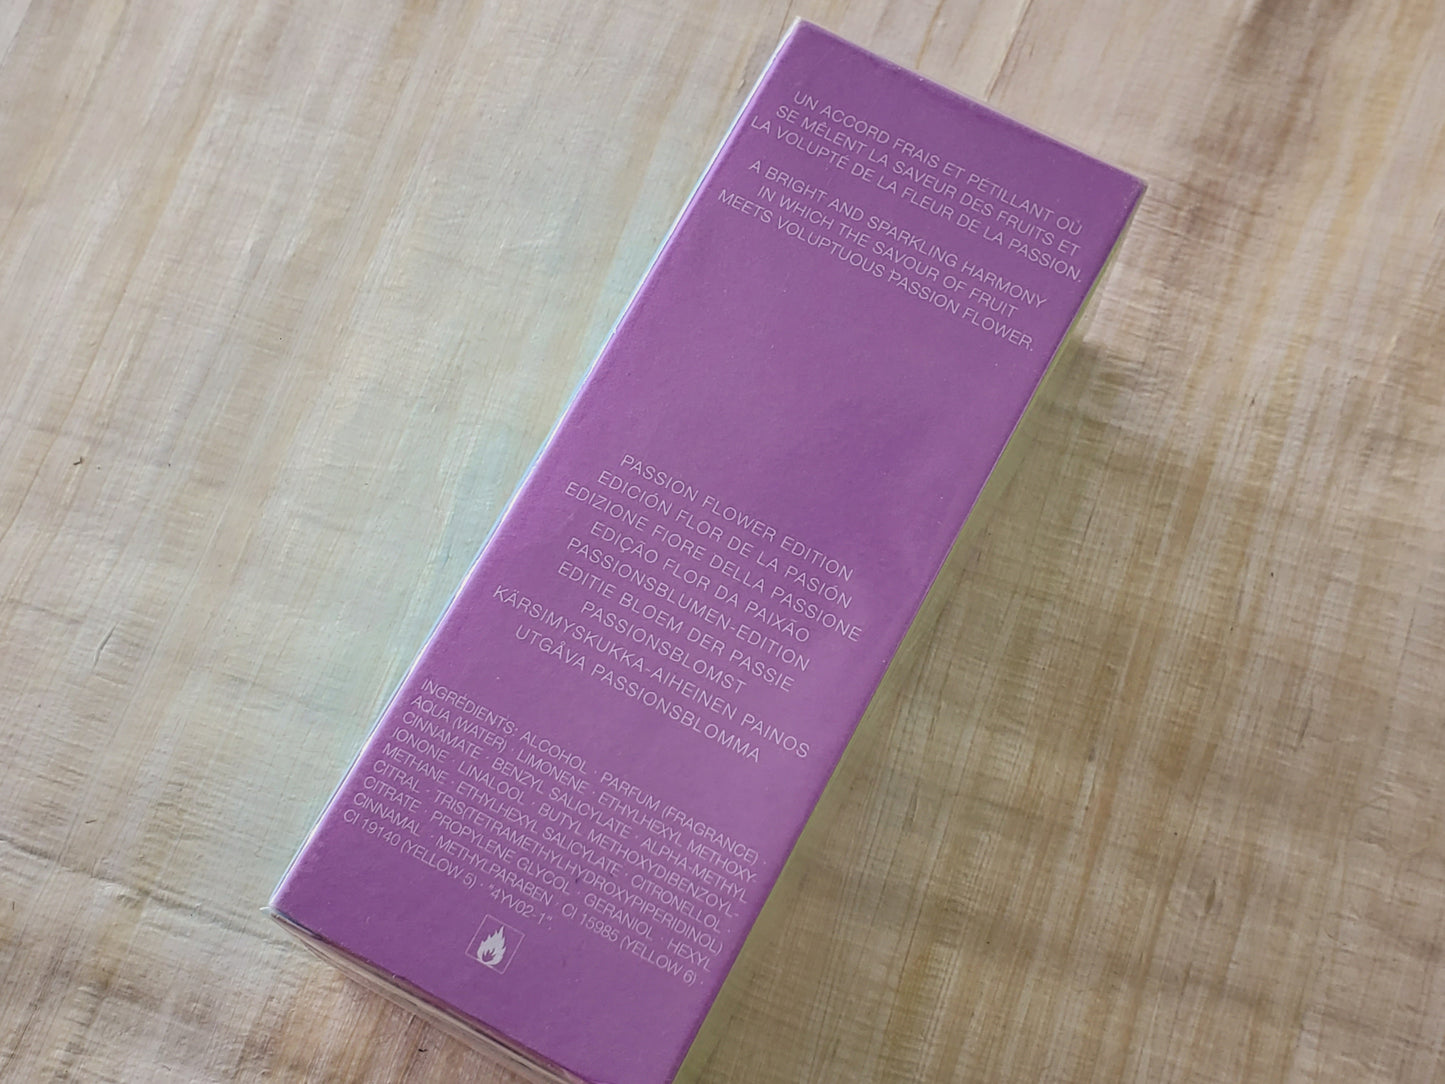 UN ACCORD FRAIS ET PÉTILLANT OÙ
SE MÊLENT LA SAVEUR DES FRUITS ET
LA VOLUPTÉ DE LA FLEUR DE LA PASSION.
A BRIGHT AND SPARKLING HARMONY
IN WHICH THE SAVOUR OF FRUIT
MEETS VOLUPTUOUS PASSION FLOWER.
PASSION FLOWER EDITION
EDICIÓN FLOR DE LA PASIÓN
EDIZIONE FIORE DELLA PASSIONE
EDIÇÃO FLOR DA PAIXÃO
PASSIONSBLUMEN-EDITION
EDITIE BLOEM DER PASSIE
PASSIONSBLOMST
KÄRSIMYSKUKKA-AIHEINEN PAINOS
UTGÅVA PASSIONSBLOMMA
INGRÉDIENTS: ALCOHOL · PARFUM (FRAGRANCE) ·
AQUA (WATER) · LIMONENE · ETHYLHEXYL METHOXY-
CINNAMATE · BENZYL SALICYLATE · ALPHA-METHYL
IONONE · LINALOOL · BUTYL METHOXYDIBENZOYL-
METHANE · ETHYLHEXYL SALICYLATE · CITRONELLOL ·
CITRAL · TRIS(TETRAMETHYLHYDROXYPIPERIDINOL)
CITRATE · PROPYLENE GLYCOL · GERANIOL · HEXYL
CINNAMAL · METHYLPARABEN · CI 15985 (YELLOW 6) ·
CI 19140 (YELLOW 5) · "4YV02-1".